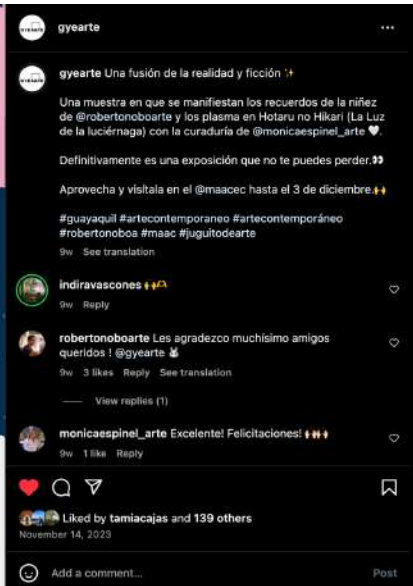 gyearte
gyearte Una fusión de la realidad y ficción
Una muestra en que se manifiestan los recuerdos de la niñez
de @robertonoboarte y los plasma en Hotaru no Hikari (La Luz
de la luciérnaga) con la curaduría de @monicaespinel_arte 🤍.
Definitivamente es una exposición que no te puedes perder.
Aprovecha y visítala en el @maacec hasta el 3 de diciembre.
#guayaquil #artecontemporaneo #artecontemporáneo
#robertonoboa #maac #juguitodearte
9w See translation
indiravascones
9w Reply
robertonoboarte Les agradezco muchísimo amigos
queridos ! @gyearte
9w 3 likes Reply See translation
View replies (1)
monicaespinel_arte Excelente! Felicitaciones!
9w 1 like Reply
Liked by tamiacajas and 139 others
November 14, 2023
Add a comment...
Post